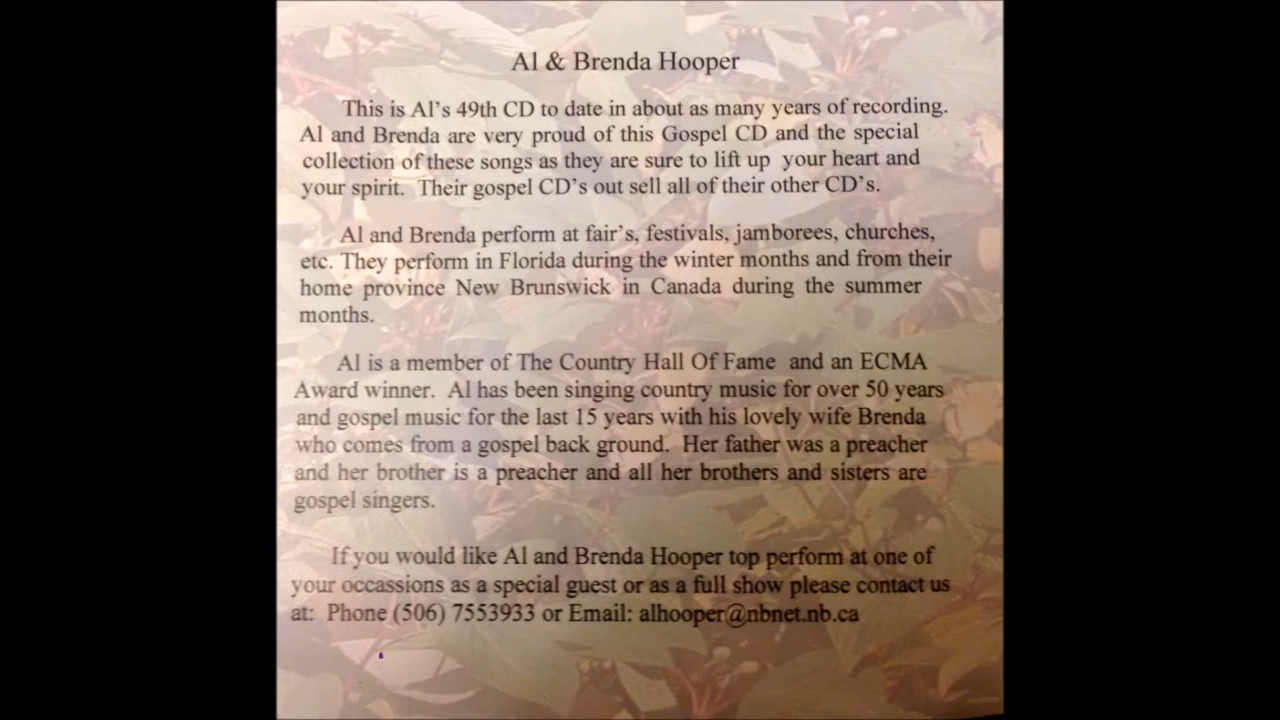 Al & Brenda Hooper
This is Al's 49th CD to date in about as many years of recording.
Al and Brenda are very proud of this Gospel CD and the special
collection of these songs as they are sure to lift up your heart and
your spirit. Their gospel CD's out sell all of their other CD's.
Al and Brenda perform at fair's, festivals, jamborees, churches,
etc. They perform in Florida during the winter months and from their
home province New Brunswick in Canada during the summer
months.
Al is a member of The Country Hall Of Fame and an ECMA
Award winner. Al has been singing country music for over 50 years
and gospel music for the last 15 years with his lovely wife Brenda
who comes from a gospel back ground. Her father was a preacher
and her brother is a preacher and all her brothers and sisters are
gospel singers.
If you would like Al and Brenda Hooper top perform at one of
your occassions as a special guest or as a full show please contact us
at: Phone (506) 7553933 or Email: alhooper@nbnet.nb.ca